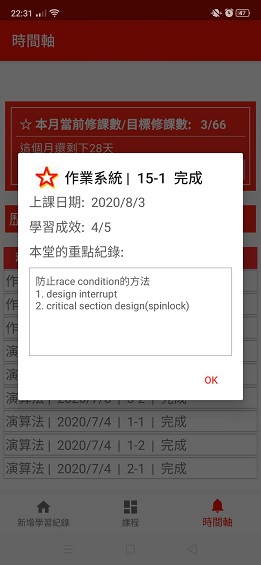 22:31
47
時間軸
☆ 本月當前修課數/目標修課數: 3/66
這個月還剩下28天
作業系統 | 15-1 完成
上課日期: 2020/8/3
學習成效: 4/5
本堂的重點紀錄:
防止race condition的方法
1. design interrupt
2. critical section design(spinlock)
OK
演算法 | 2020/7/4 | 1-1 | 完成
演算法 | 2020/7/4 | 1-2 | 完成
演算法 | 2020/7/4 | 2-1 | 完成
新增學習紀錄
課程
時間軸